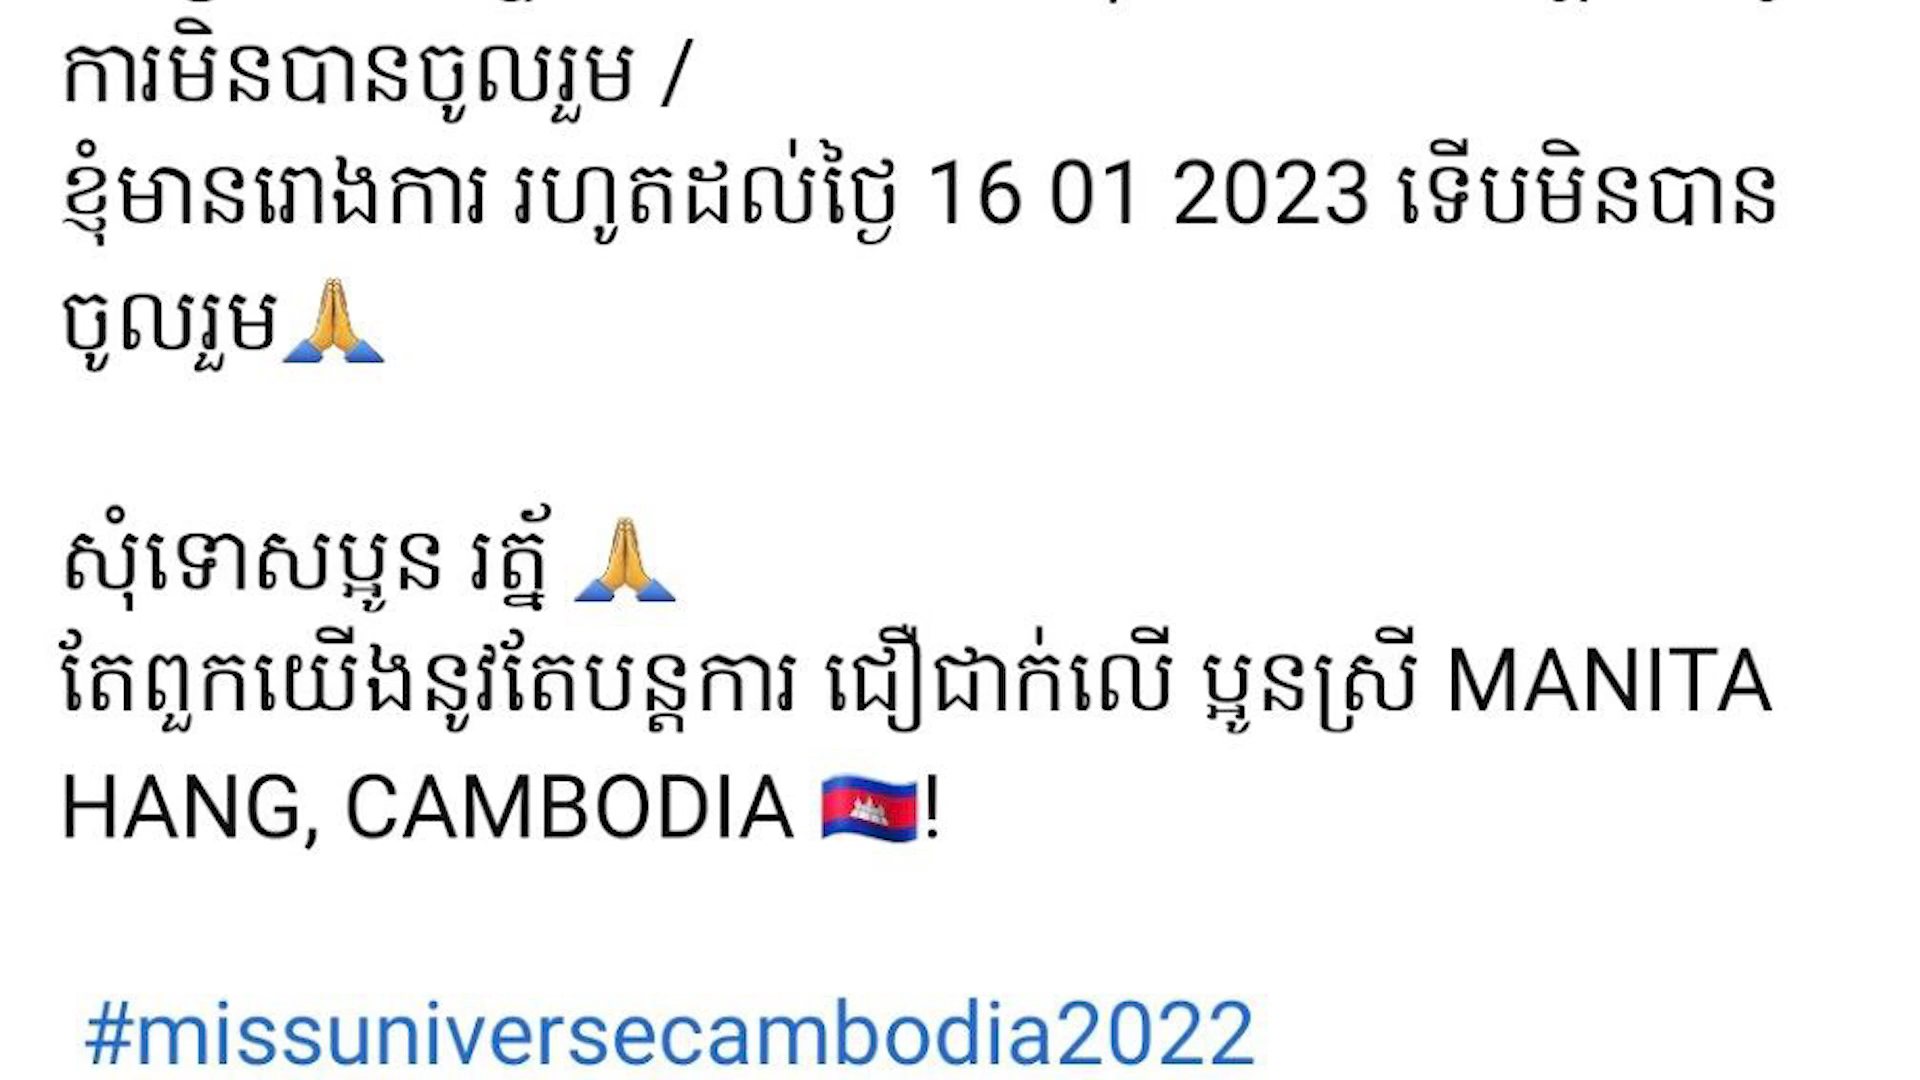 ការមិនបានចូលរួម /
ខ្ញុំមានរោងការ រហូតដល់ថ្ងៃ 16 01 2023 ទើបមិនបាន
ចូលរួម🙏
សុំទោសប្អូន រត្ន័ 🙏
តែពួកយើងនូវតែបន្តការ ជឿជាក់លើ ប្អូនស្រី MANITA
HANG, CAMBODIA 🇰🇭!
#missuniversecambodia2022